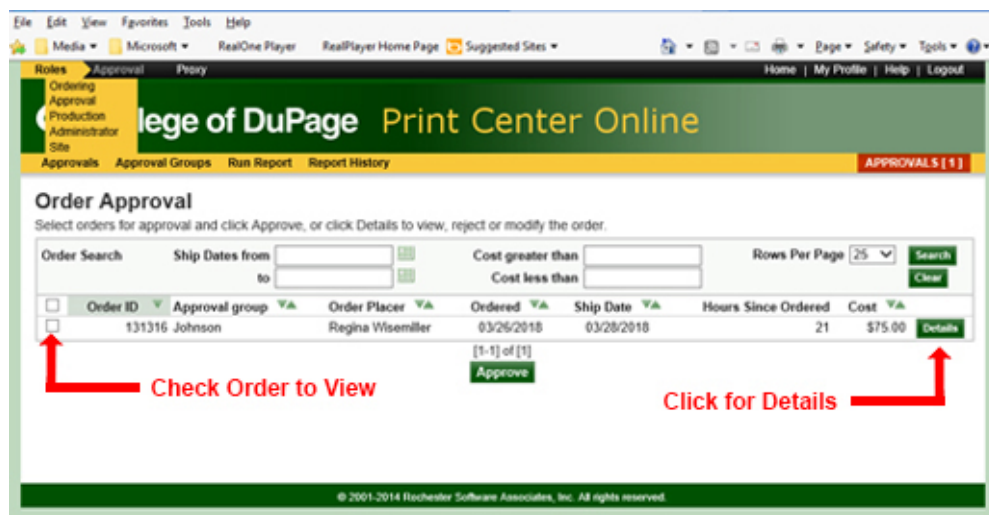 File Edit View Favorites Tools Help
Media Microsoft RealOne Player RealPlayer Home Page Suggested Sites Page Safety Tools
Roles Approval Proxy Home | My Profile | Help | Logout
Ordering
Approval
Production
Administrator
Site
C lege of DuPage Print Center Online
Approvals Approval Groups Run Report Report History APPROVALS [ 1 ]
Order Approval
Select orders for approval and click Approve, or click Details to view, reject or modify the order.
Order Search Ship Dates from Cost greater than Rows Per Page 25 Search
to Cost less than Clear
Order ID Approval group Order Placer Ordered Ship Date Hours Since Ordered Cost
131316 Johnson Regina Wisemiller 03/26/2018 03/28/2018 21 $75.00 Details
[1-1] of [1]
Approve
Check Order to View
Click for Details
© 2001-2014 Rochester Software Associates, Inc. All rights reserved.